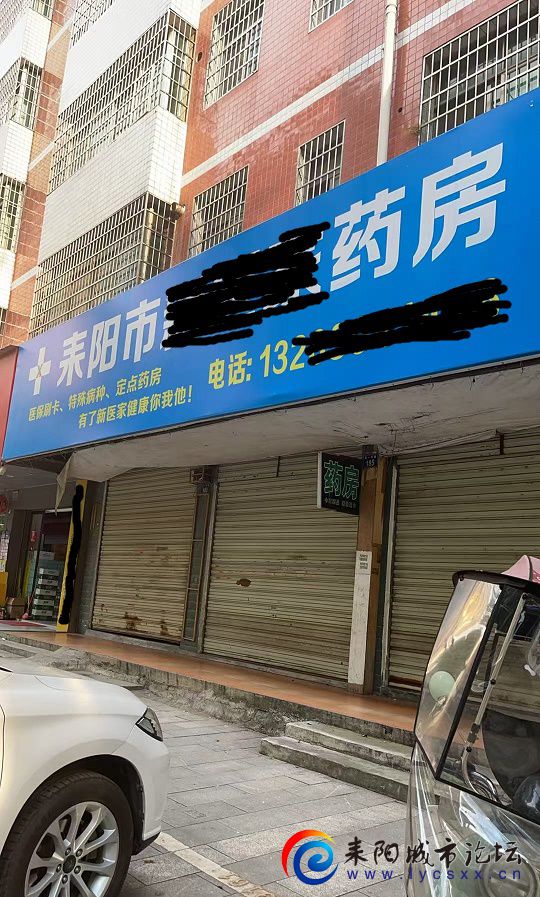 耒阳市
药房
医保刷卡、特殊病种、定点药房
有了新医家健康你我他！
电话: 132
药房
185
耒阳城市论坛
www.lycsxx.cn